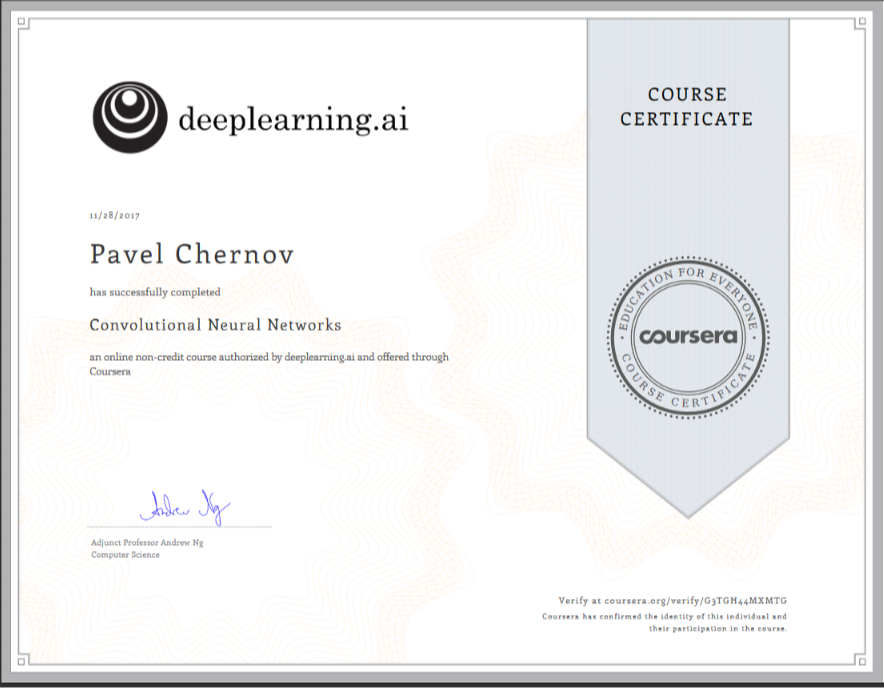 deeplearning.ai
COURSE
CERTIFICATE
11/28/2017
Pavel Chernov
has successfully completed
Convolutional Neural Networks
an online non-credit course authorized by deeplearning.ai and offered through
Coursera
EDUCATION FOR EVERYONE
coursera
COURSE CERTIFICATE
Andrew Ng
Adjunct Professor Andrew Ng
Computer Science
Verify at coursera.org/verify/G3TGH44MXMTG
Coursera has confirmed the identity of this individual and
their participation in the course.